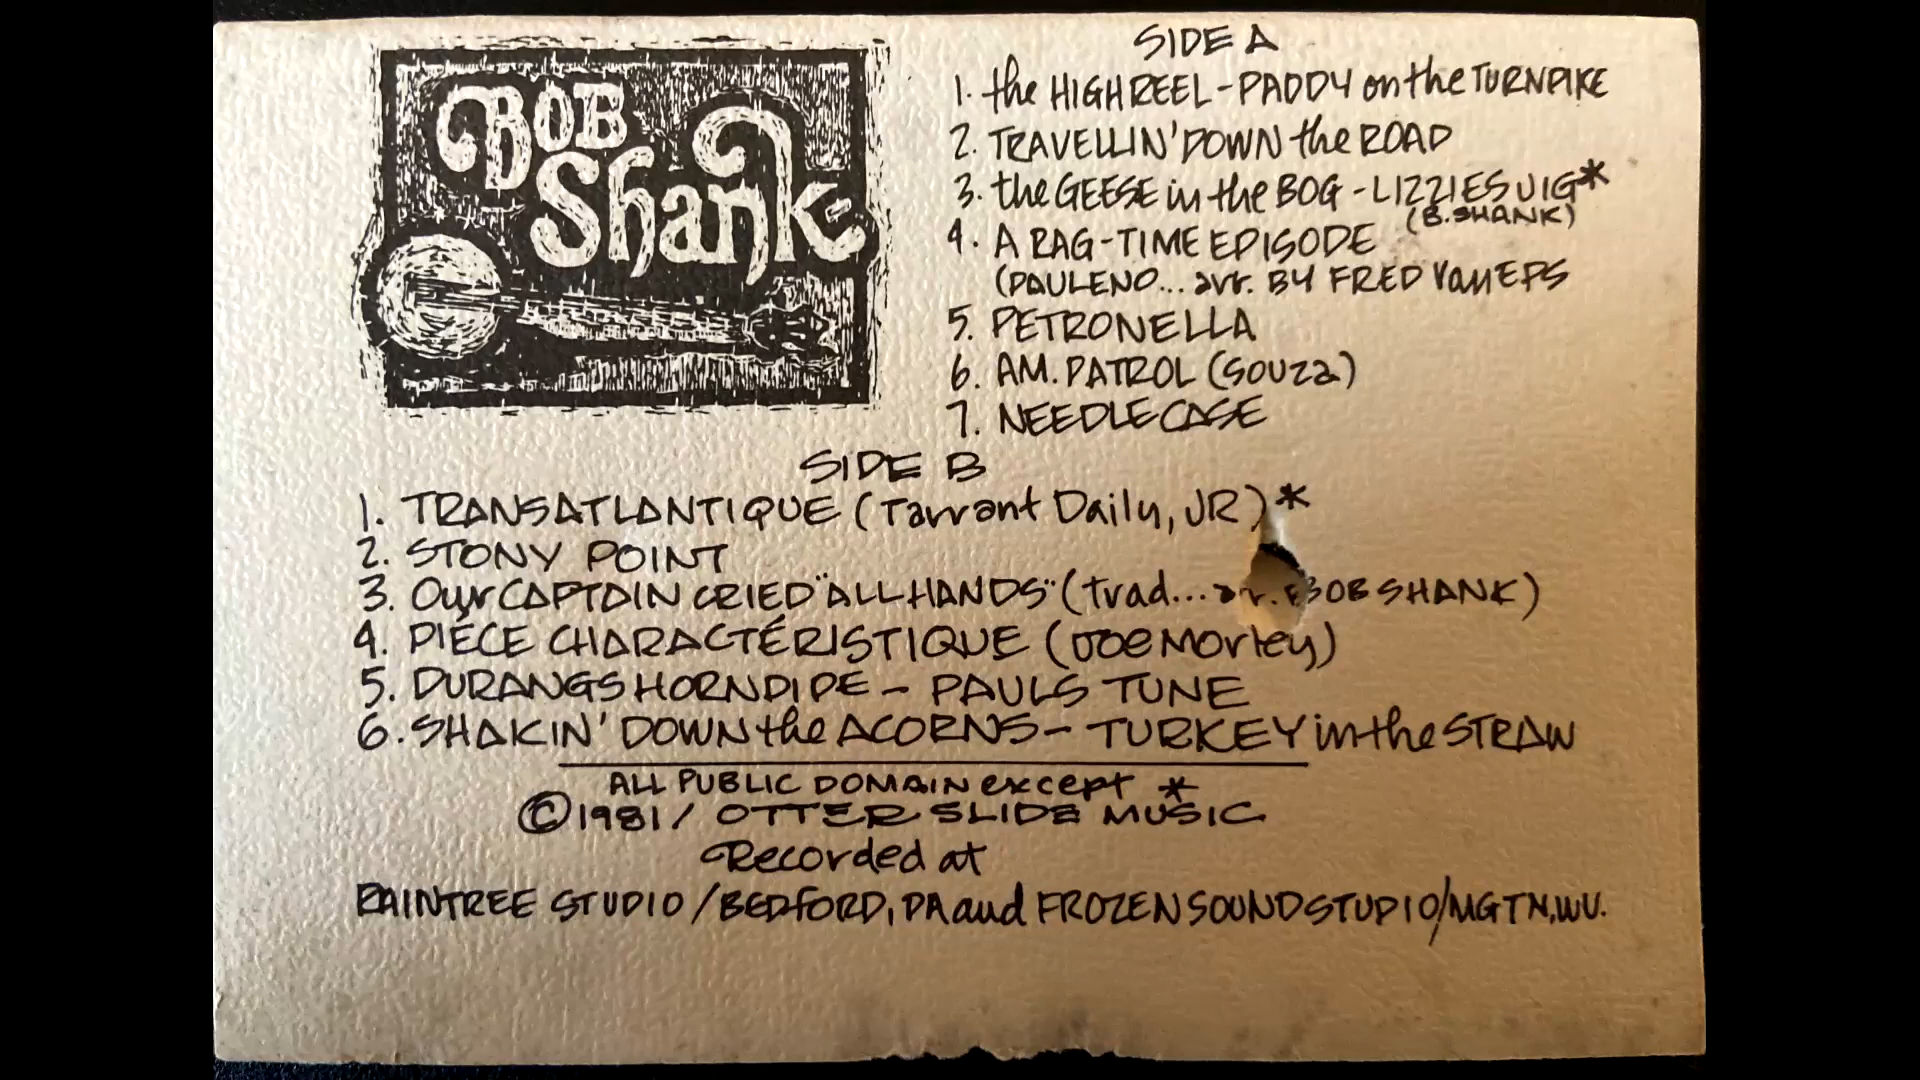 BOB
Shank
SIDE A
1. the HIGH REEL - PADDY on the TURNPIKE
2. TRAVELLIN' DOWN the ROAD
3. the GEESE in the BOG - LIZZIES JIG*
(B. SHANK)
4. A RAG-TIME EPISODE
(PAUL ENO... arr. BY FRED Van EPS
5. PETRONELLA
6. AM. PATROL (Souza)
7. NEEDLECASE
SIDE B
1. TRANSATLANTIQUE (Tarrant Daily, JR)*
2. STONY POINT
3. Our CAPTAIN CRIED "ALL HANDS" (trad... BOB SHANK)
4. PIÉCE CHARACTÉRISTIQUE (Joe Morley)
5. DURANGS HORNPIPE - PAULS TUNE
6. SHAKIN' DOWN the ACORNS - TURKEY in the STRAW
ALL PUBLIC DOMAIN except *
©1981/ OTTER SLIDE MUSIC
Recorded at
RAINTREE STUDIO/BEDFORD, PA and FROZEN SOUND STUDIO/MGTN, WV.